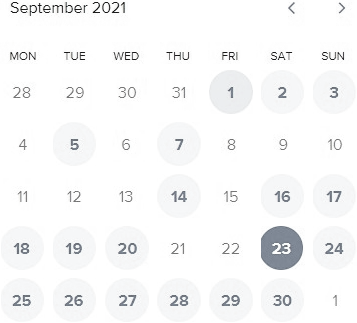 September 2021
MON TUE WED THU FRI SAT SUN
28 29 30 31 1 2 3
4 5 6 7 8 9 10
11 12 13 14 15 16 17
18 19 20 21 22 23 24
25 26 27 28 29 30 1